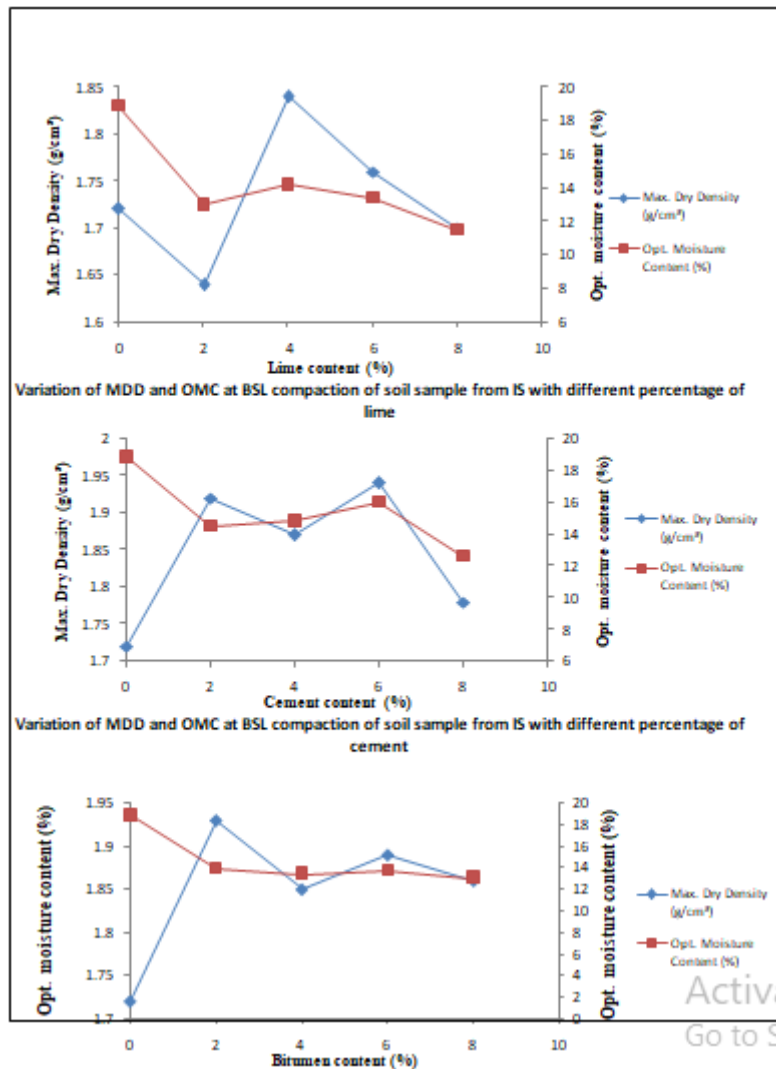 1.85
1.8
1.75
1.7
1.65
1.6
Max. Dry Density (g/cm³)
20
18
16
14
12
10
8
6
Opt. moisture content (%)
Max. Dry Density
(g/cm³)
Opt. Moisture
Content (%)
0 2 4 6 8 10
Lime content (%)
Variation of MDD and OMC at BSL compaction of soil sample from IS with different percentage of
lime
2
1.95
1.9
1.85
1.8
1.75
1.7
Max. Dry Density (g/cm³)
20
18
16
14
12
10
8
6
Opt. moisture content (%)
Max. Dry Density
(g/cm³)
Opt. Moisture
Content (%)
0 2 4 6 8 10
Cement content (%)
Variation of MDD and OMC at BSL compaction of soil sample from IS with different percentage of
cement
1.95
1.9
1.85
1.8
1.75
1.7
Opt. moisture content (%)
20
18
16
14
12
10
8
6
4
2
0
Opt. moisture content (%)
Max. Dry Density
(g/cm³)
Opt. Moisture
Content (%)
0 2 4 6 8 10
Bitumen content (%)
Activa
Go to S